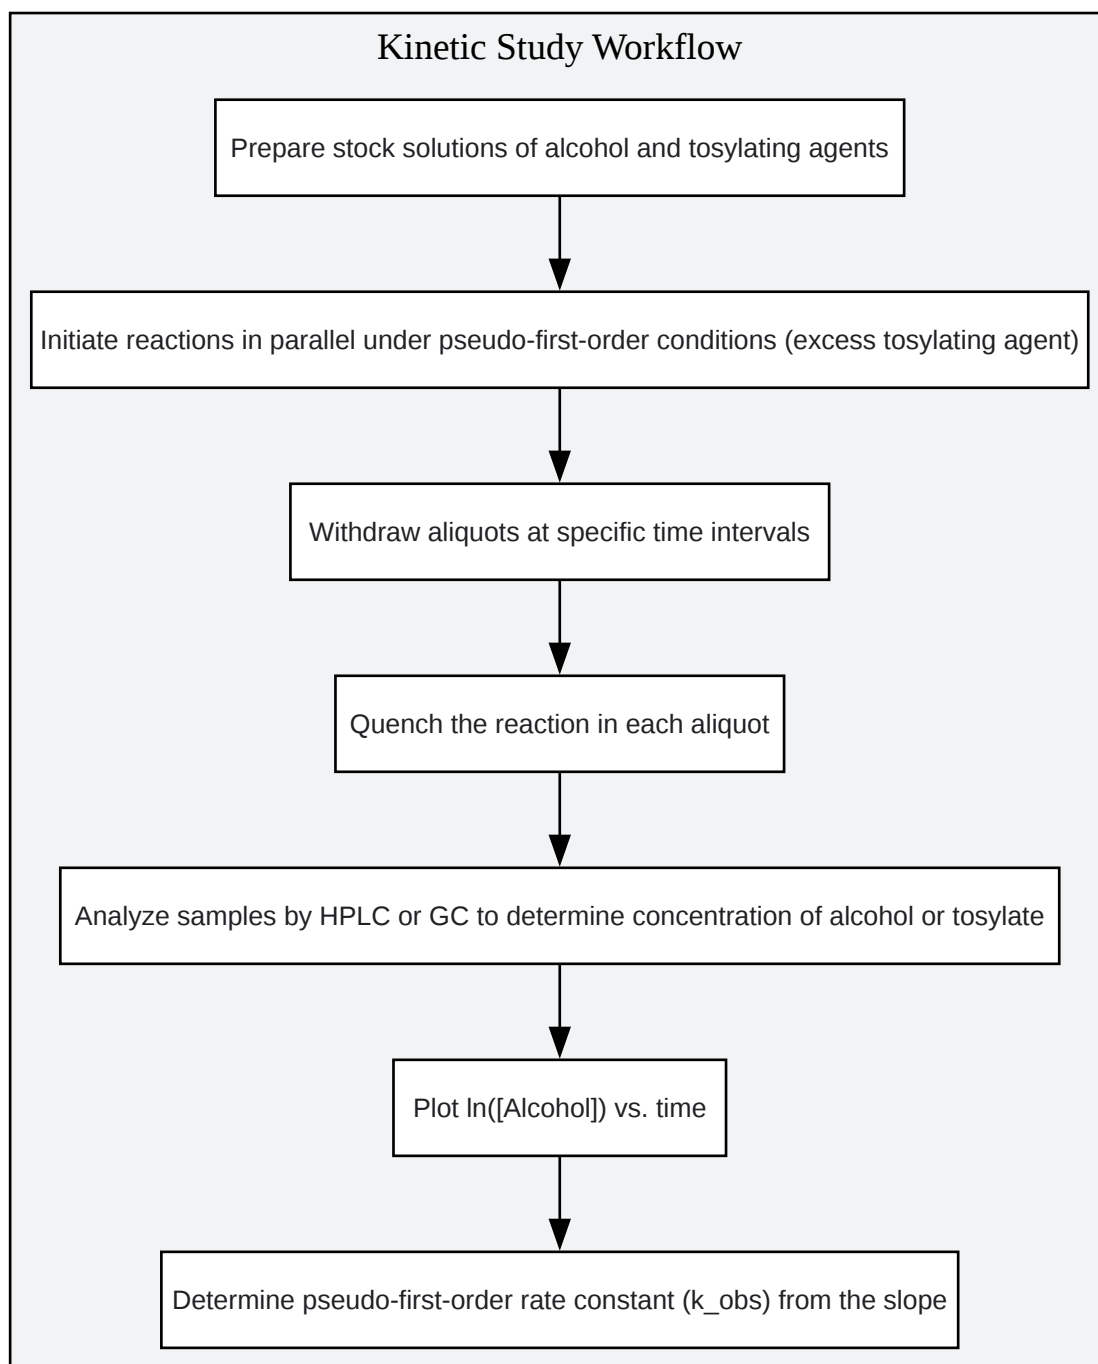 Kinetic Study Workflow
Prepare stock solutions of alcohol and tosylating agents
Initiate reactions in parallel under pseudo-first-order conditions (excess tosylating agent)
Withdraw aliquots at specific time intervals
Quench the reaction in each aliquot
Analyze samples by HPLC or GC to determine concentration of alcohol or tosylate
Plot ln([Alcohol]) vs. time
Determine pseudo-first-order rate constant (k_obs) from the slope